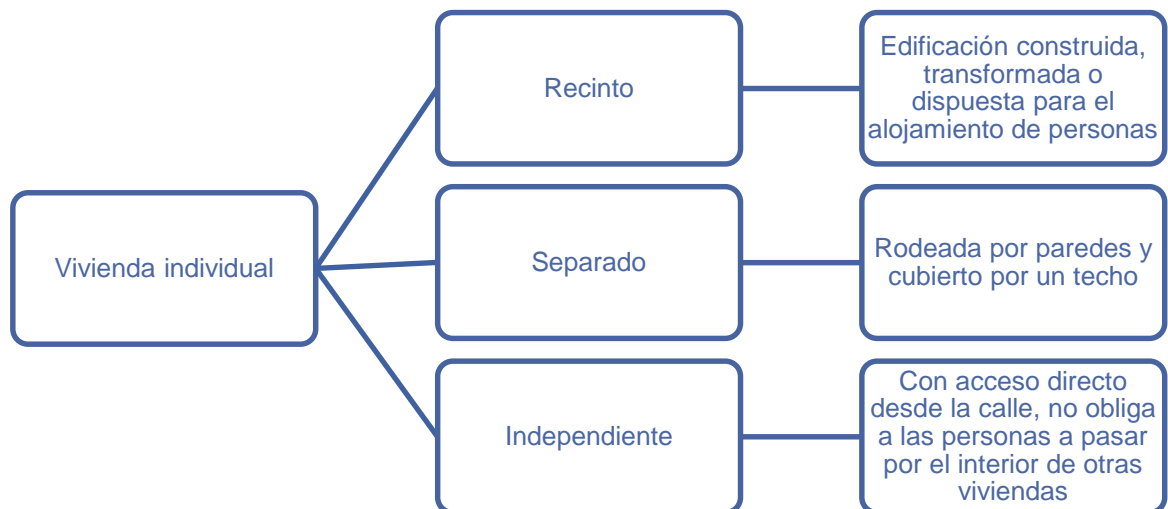 Vivienda individual
Recinto
Edificación construida,
transformada o
dispuesta para el
alojamiento de personas
Separado
Rodeada por paredes y
cubierto por un techo
Independiente
Con acceso directo
desde la calle, no obliga
a las personas a pasar
por el interior de otras
viviendas